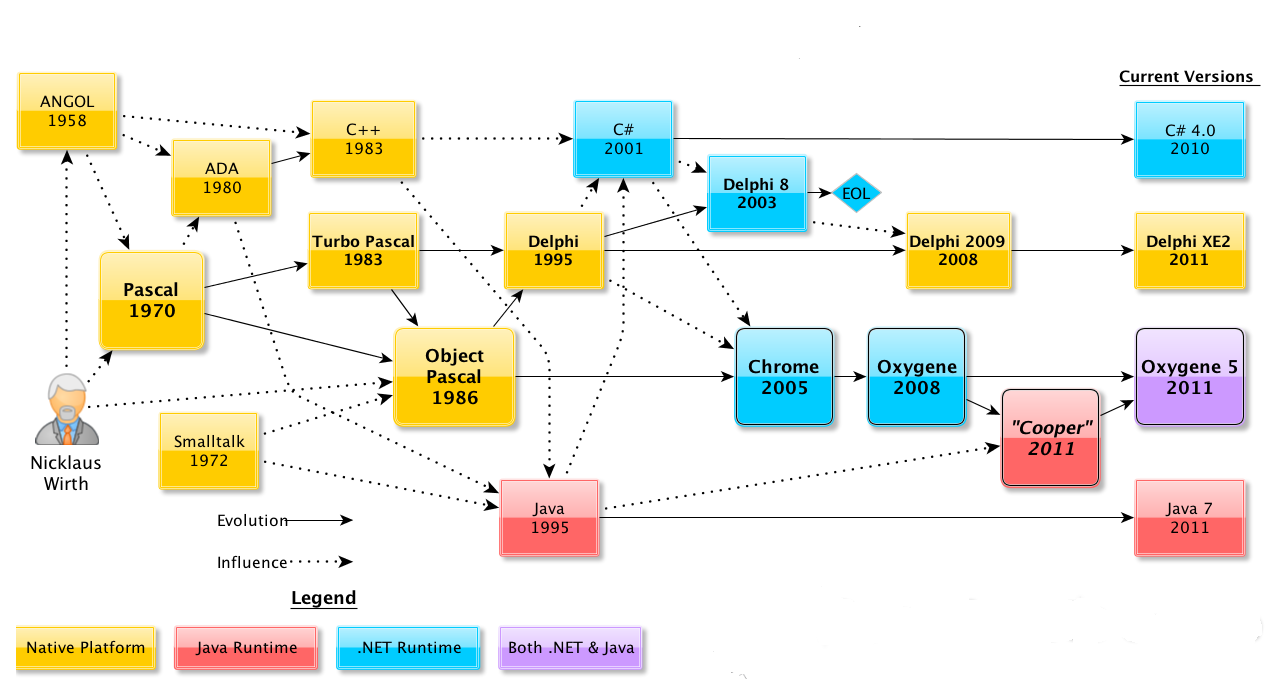 Current Versions
ANGOL
1958
C++
1983
C#
2001
C# 4.0
2010
ADA
1980
Delphi 8
2003
EOL
Turbo Pascal
1983
Delphi
1995
Delphi 2009
2008
Delphi XE2
2011
Pascal
1970
Object
Pascal
1986
Chrome
2005
Oxygene
2008
Oxygene 5
2011
"Cooper"
2011
Nicklaus
Wirth
Smalltalk
1972
Java
1995
Java 7
2011
Evolution
Influence
Legend
Native Platform
Java Runtime
.NET Runtime
Both .NET & Java